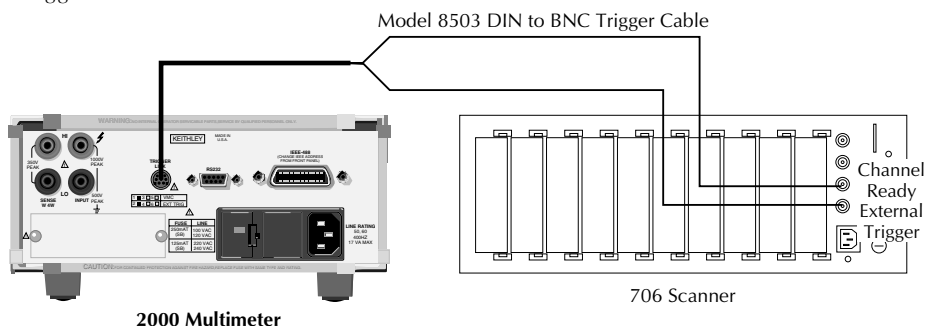 Model 8503 DIN to BNC Trigger Cable
WARNING:
KEITHLEY
MADE IN
U.S.A.
IEEE-488
(CHANGE IEEE ADDRESS
FROM FRONT PANEL)
HI
350V
PEAK
1000V
PEAK
TRIGGER
LINK
RS232
LO
500V
PEAK
SENSE
W 4W
INPUT
VMC
EXT TRIG
FUSE
LINE
250mAT
(SB)
100 VAC
120 VAC
125mAT
(SB)
220 VAC
240 VAC
LINE RATING
50, 60
400HZ
17 VA MAX
CAUTION:
2000 Multimeter
Channel
Ready
External
Trigger
706 Scanner